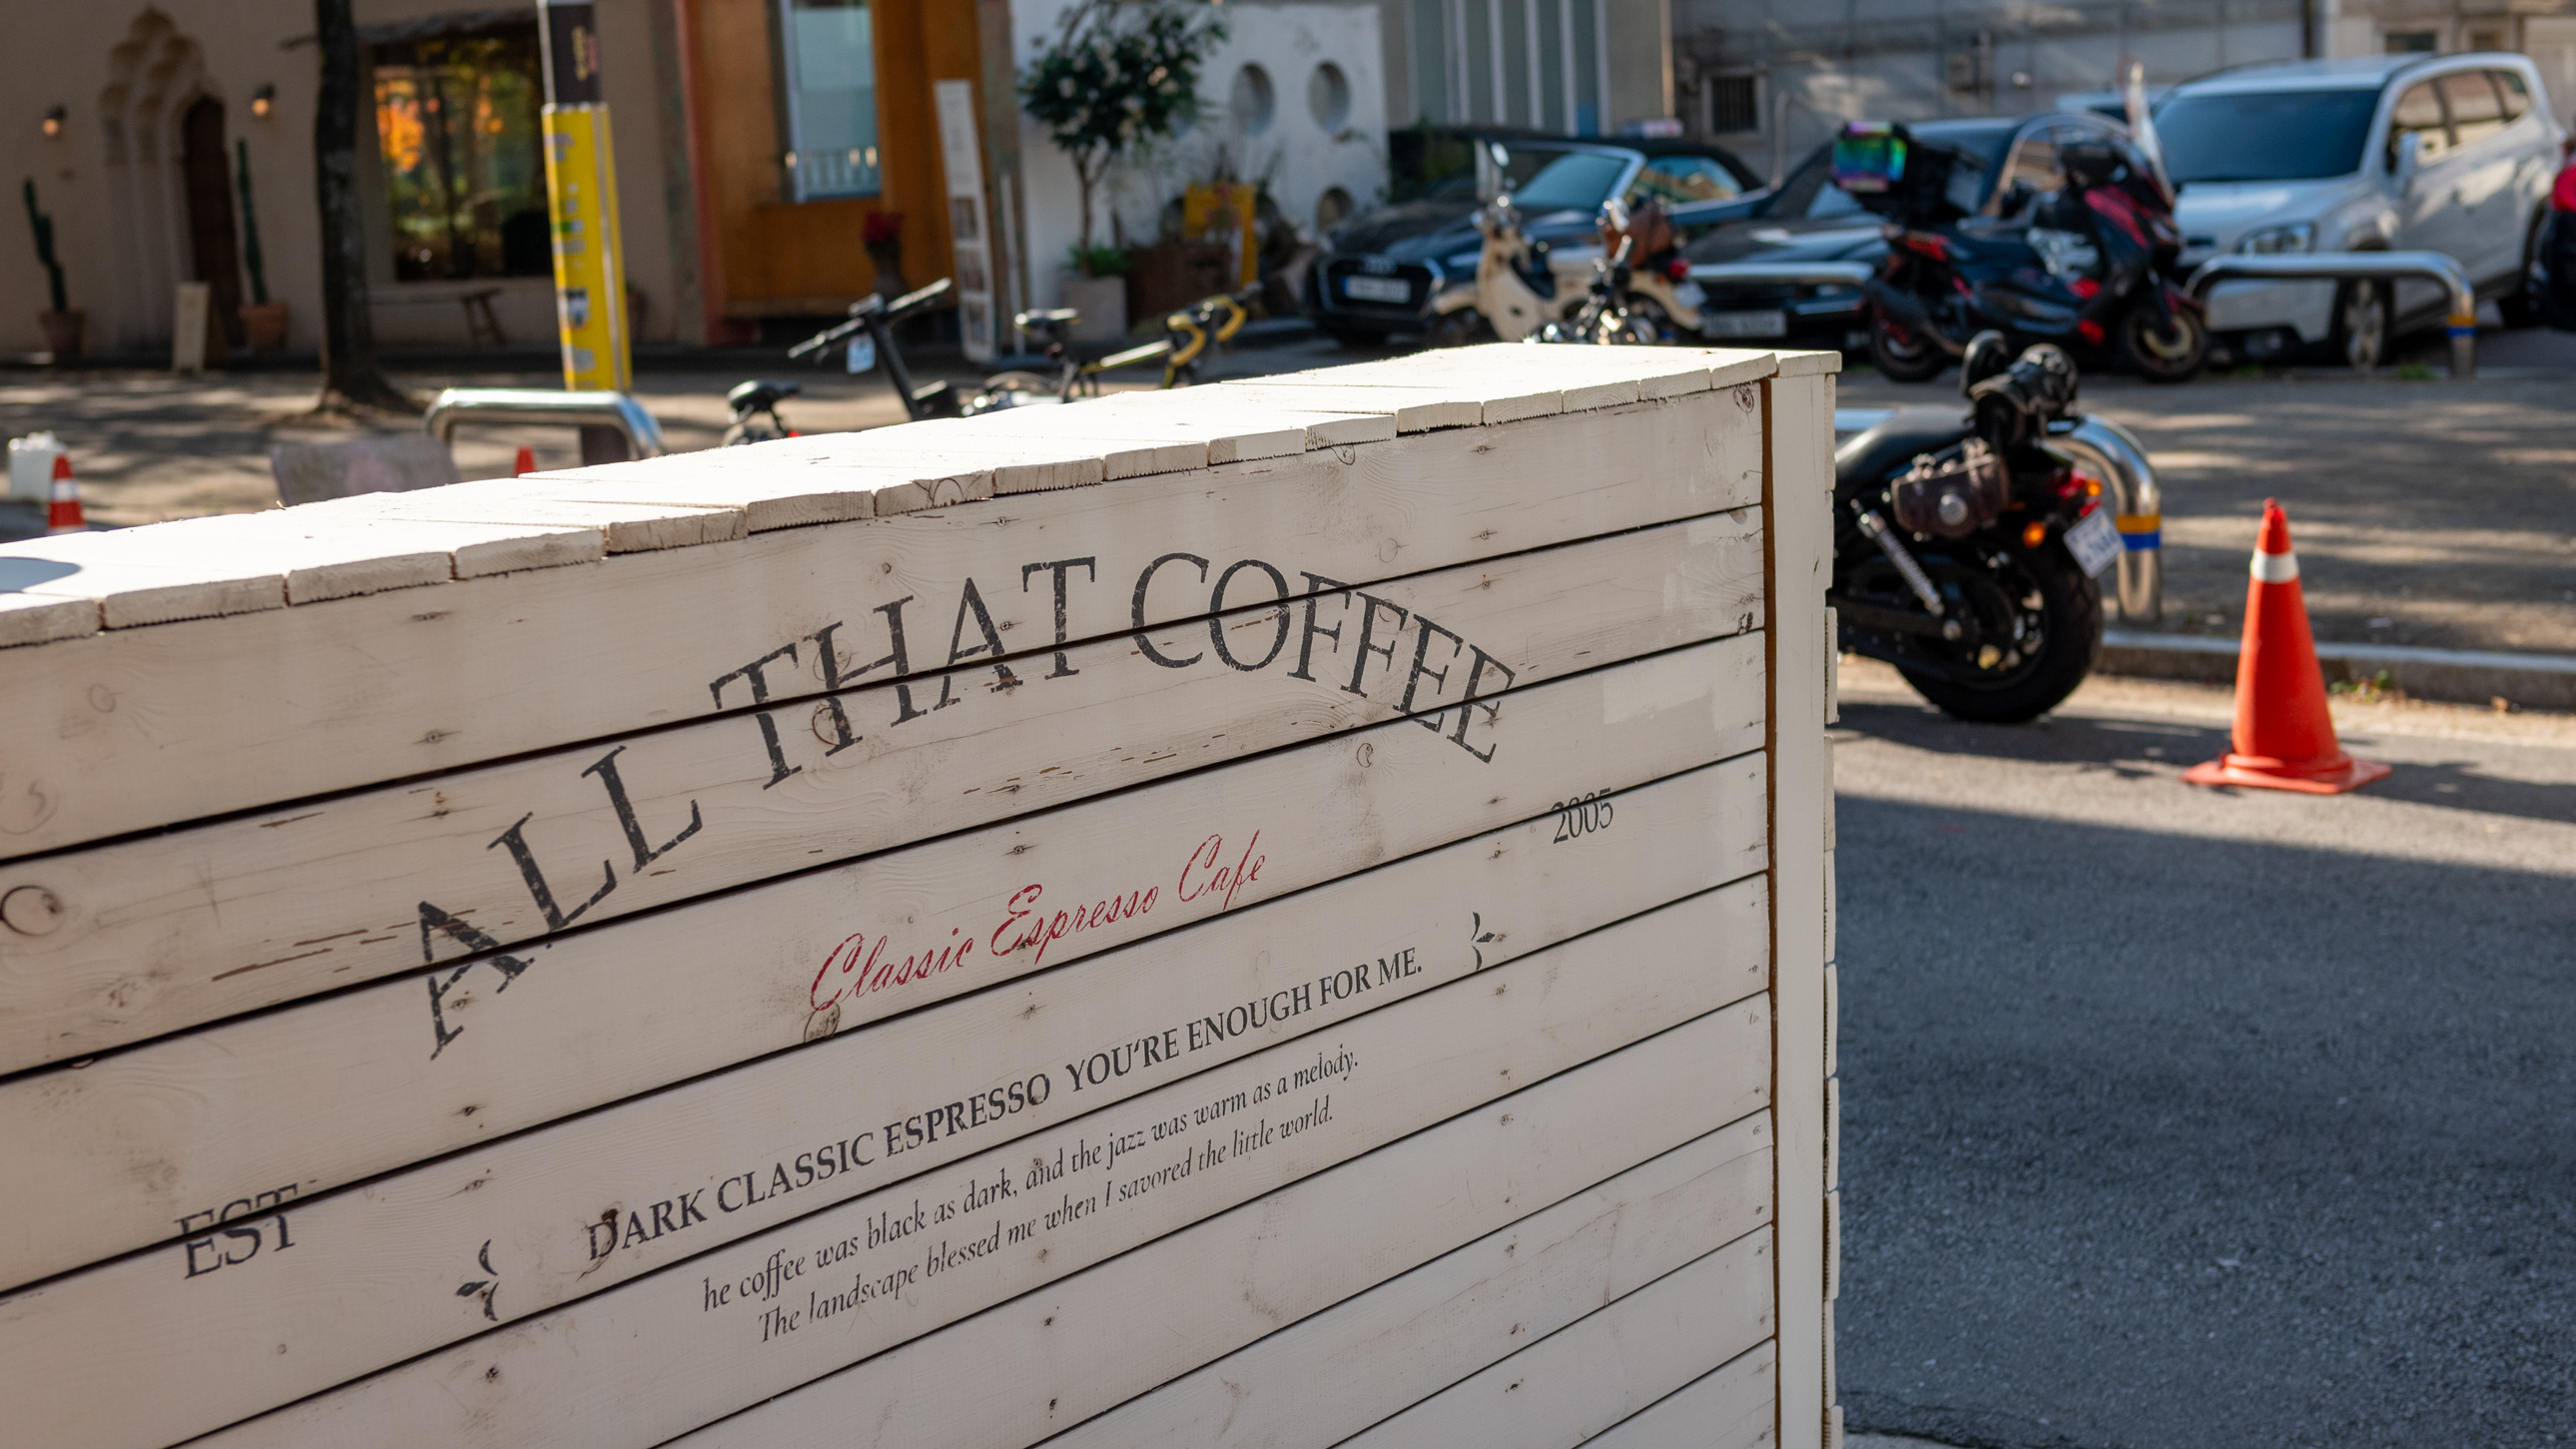 ALL THAT COFFEE
Classic Espresso Cafe
EST 2005
DARK CLASSIC ESPRESSO YOU'RE ENOUGH FOR ME.
he coffee was black as dark, and the jazz was warm as a melody.
The landscape blessed me when I savored the little world.